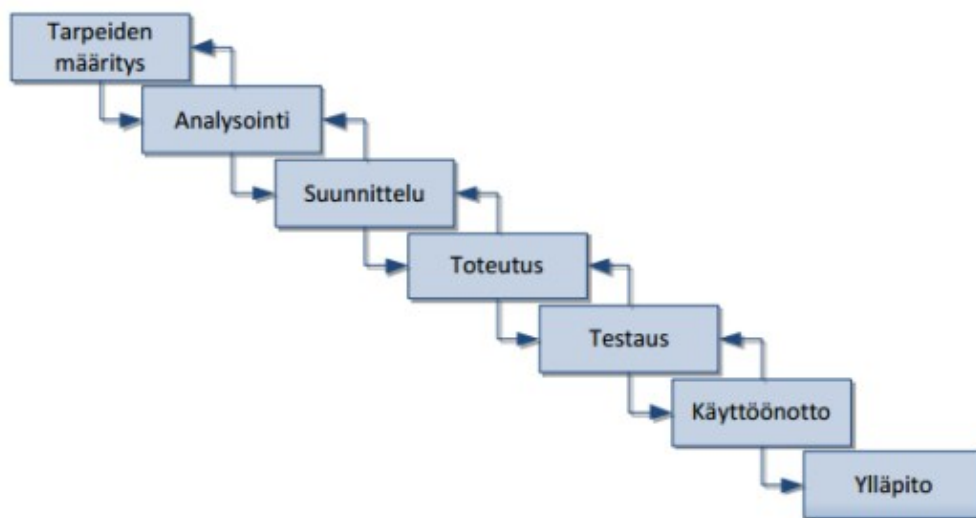 Tarpeiden
määritys
Analysointi
Suunnittelu
Toteutus
Testaus
Käyttöönotto
Ylläpito